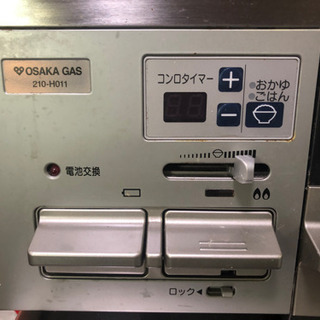 OSAKA GAS
210-H011
コンロタイマー
おかゆ
ごはん
電池交換
ロック